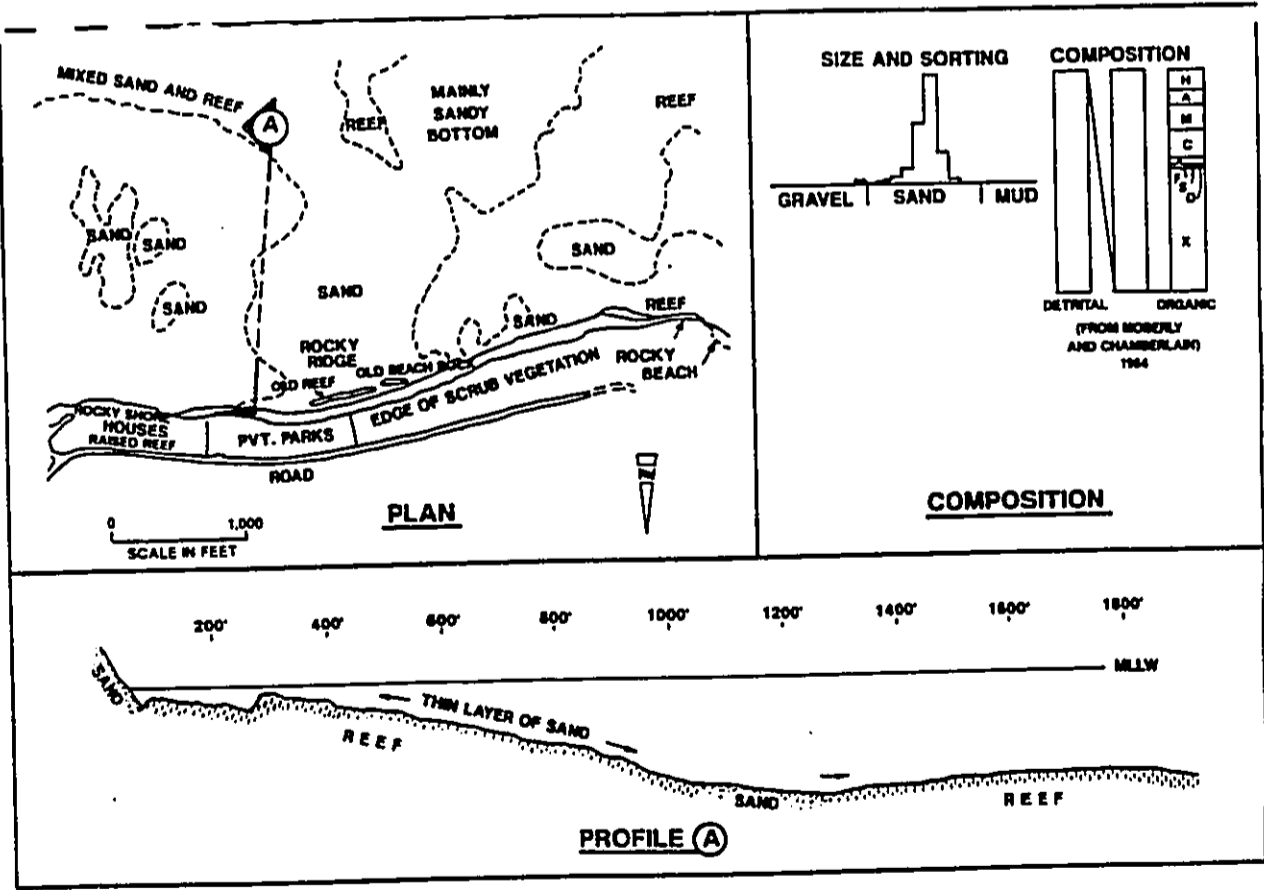 MIXED SAND AND REEF
A
REEF
MAINLY
SANDY
BOTTOM
REEF
SAND
SAND
SAND
SAND
SAND
SAND
REEF
ROCKY
RIDGE
OLD REEF
OLD BEACH ROCK
ROCKY
BEACH
EDGE OF SCRUB VEGETATION
ROCKY SHORE
HOUSES
RAISED REEF
PVT. PARKS
ROAD
PLAN
0 1,000
SCALE IN FEET
N
SIZE AND SORTING
GRAVEL SAND MUD
COMPOSITION
H
A
M
C
F
S
O
X
DETRITAL ORGANIC
(FROM MOBERLY
AND CHAMBERLAIN)
1964
COMPOSITION
200' 400' 600' 800' 1000' 1200' 1400' 1600' 1800'
MLLW
SAND
THIN LAYER OF SAND
REEF
SAND
REEF
PROFILE A